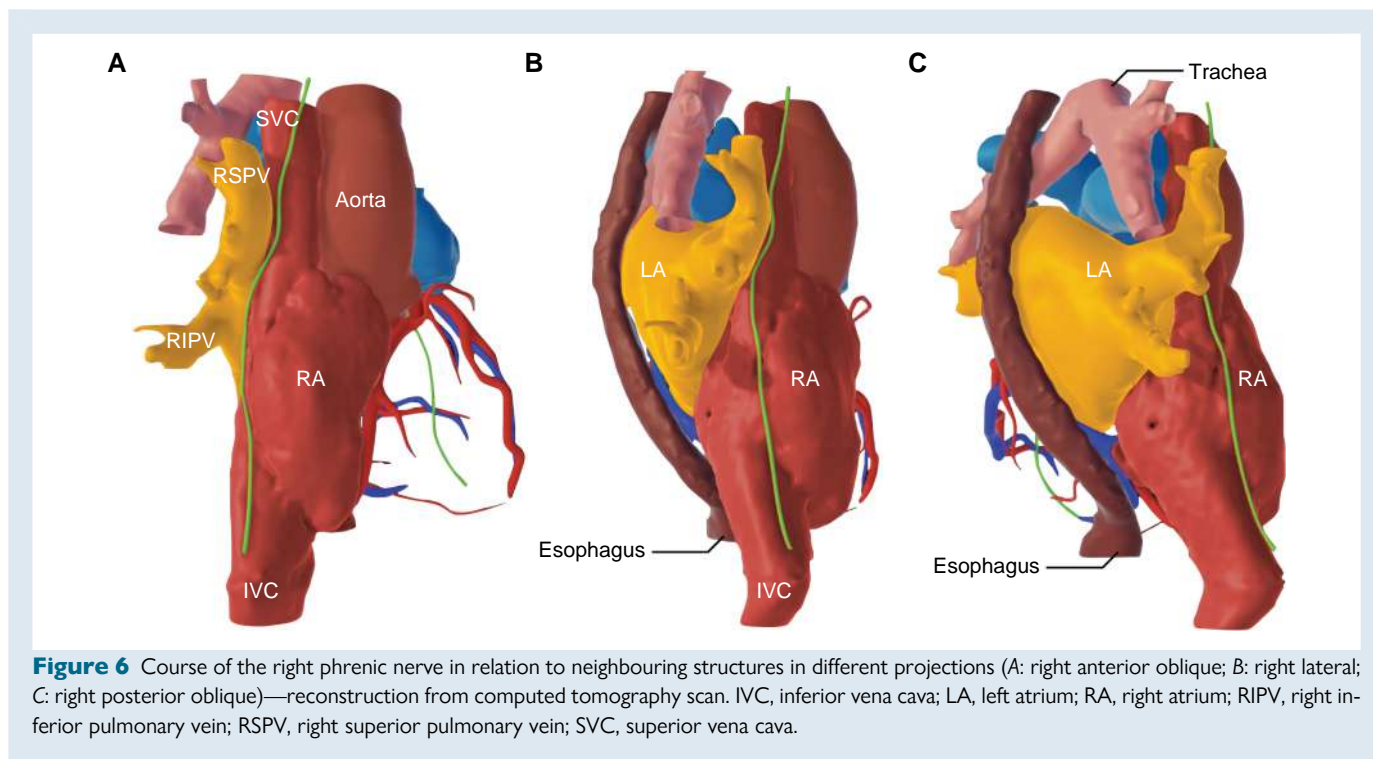 A
B
C
Trachea
SVC
RSPV
Aorta
LA
LA
RIPV
RA
RA
RA
Esophagus
Esophagus
IVC
IVC
Figure 6 Course of the right phrenic nerve in relation to neighbouring structures in different projections (A: right anterior oblique; B: right lateral;
C: right posterior oblique)—reconstruction from computed tomography scan. IVC, inferior vena cava; LA, left atrium; RA, right atrium; RIPV, right in-
ferior pulmonary vein; RSPV, right superior pulmonary vein; SVC, superior vena cava.